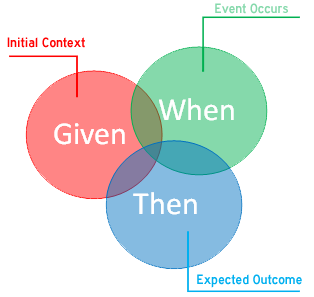 Event Occurs
Initial Context
When
Given
Then
Expected Outcome